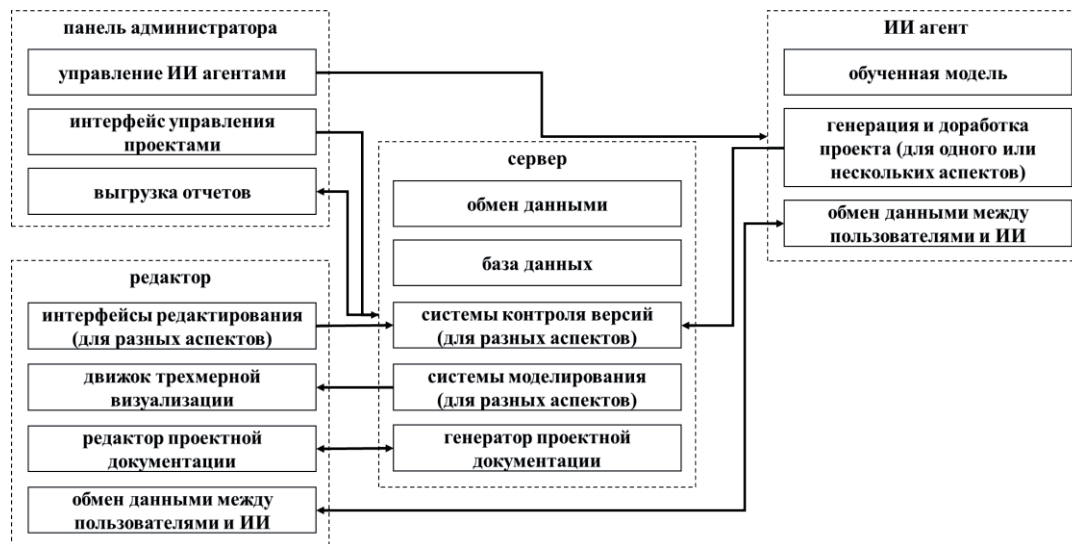 панель администратора
управление ИИ агентами
интерфейс управления
проектами
выгрузка отчетов
редактор
интерфейсы редактирования
(для разных аспектов)
движок трехмерной
визуализации
редактор проектной
документации
обмен данными между
пользователями и ИИ
сервер
обмен данными
база данных
системы контроля версий
(для разных аспектов)
системы моделирования
(для разных аспектов)
генератор проектной
документации
ИИ агент
обученная модель
генерация и доработка
проекта (для одного или
нескольких аспектов)
обмен данными между
пользователями и ИИ